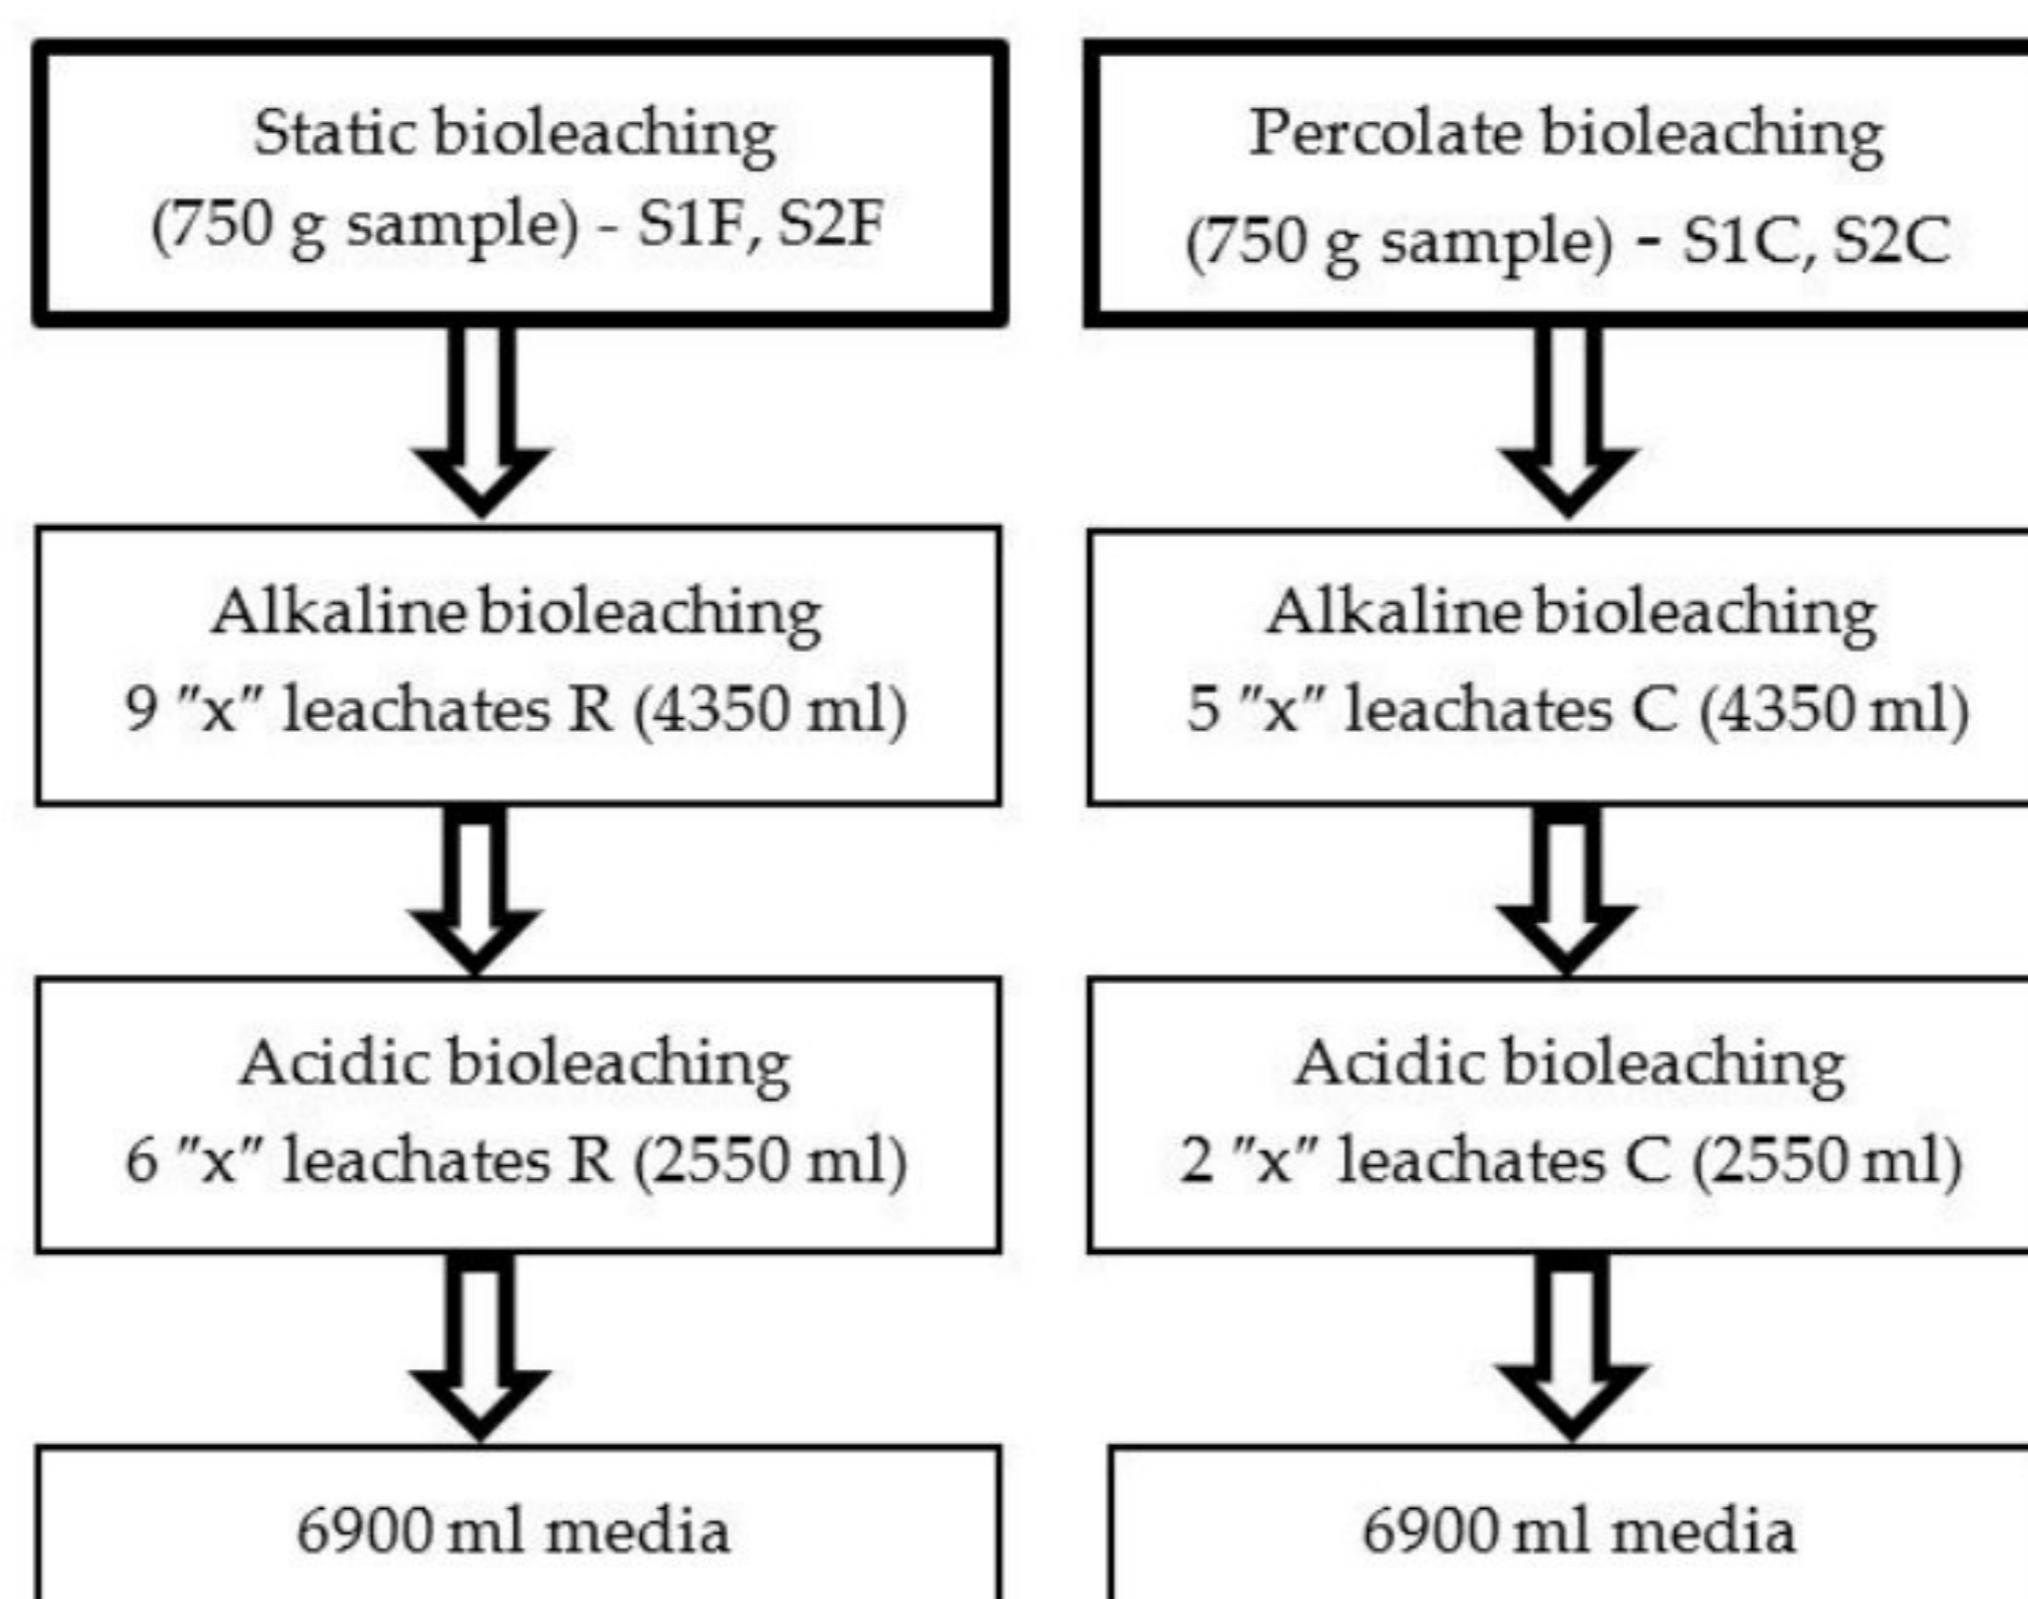 Static bioleaching
(750 g sample) - S1F, S2F
Alkaline bioleaching
9 "x" leachates R (4350 ml)
Acidic bioleaching
6 "x" leachates R (2550 ml)
6900 ml media
Percolate bioleaching
(750 g sample) - S1C, S2C
Alkaline bioleaching
5 "x" leachates C (4350 ml)
Acidic bioleaching
2 "x" leachates C (2550 ml)
6900 ml media